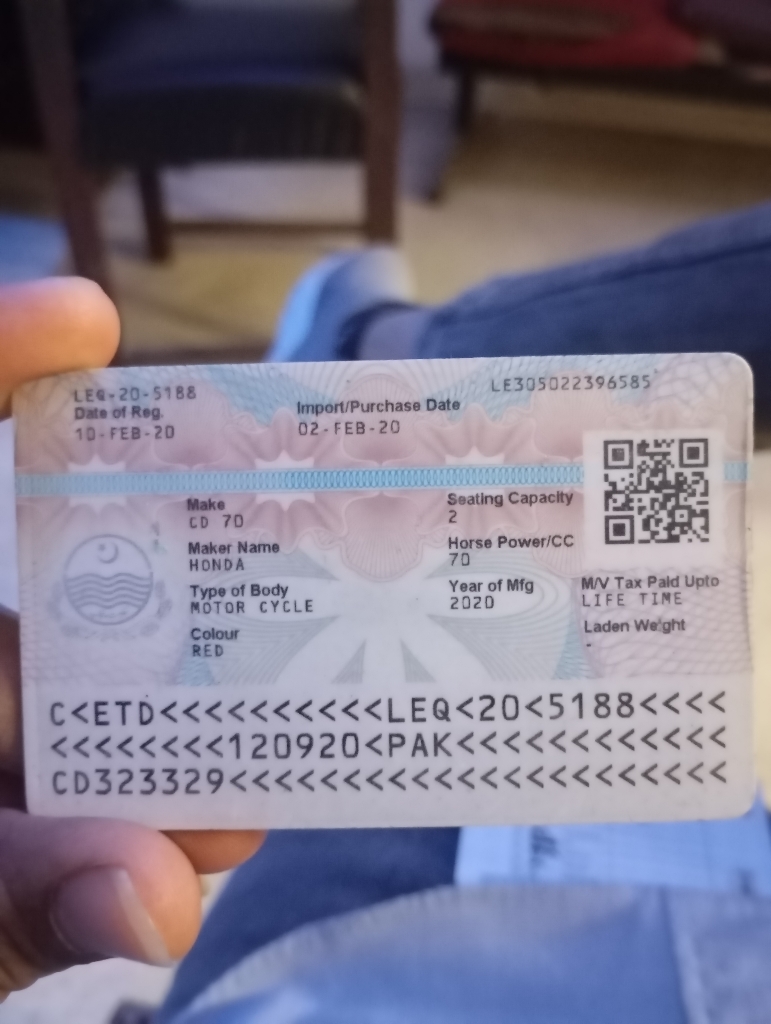 LEQ-20-5188
LE305022396585
Date of Reg.
Import/Purchase Date
10-FEB-20
02-FEB-20
Make
Seating Capacity
CD 70
2
Maker Name
Horse Power/CC
HONDA
70
Type of Body
Year of Mfg
M/V Tax Paid Upto
MOTOR CYCLE
2020
LIFE TIME
Colour
Laden Weight
RED
-
C<ETD<<<<<<<<<<<LEQ<20<5188<<<<
<<<<<<<<120920<PAK<<<<<<<<<<<<
CD323329<<<<<<<<<<<<<<<<<<<<<<